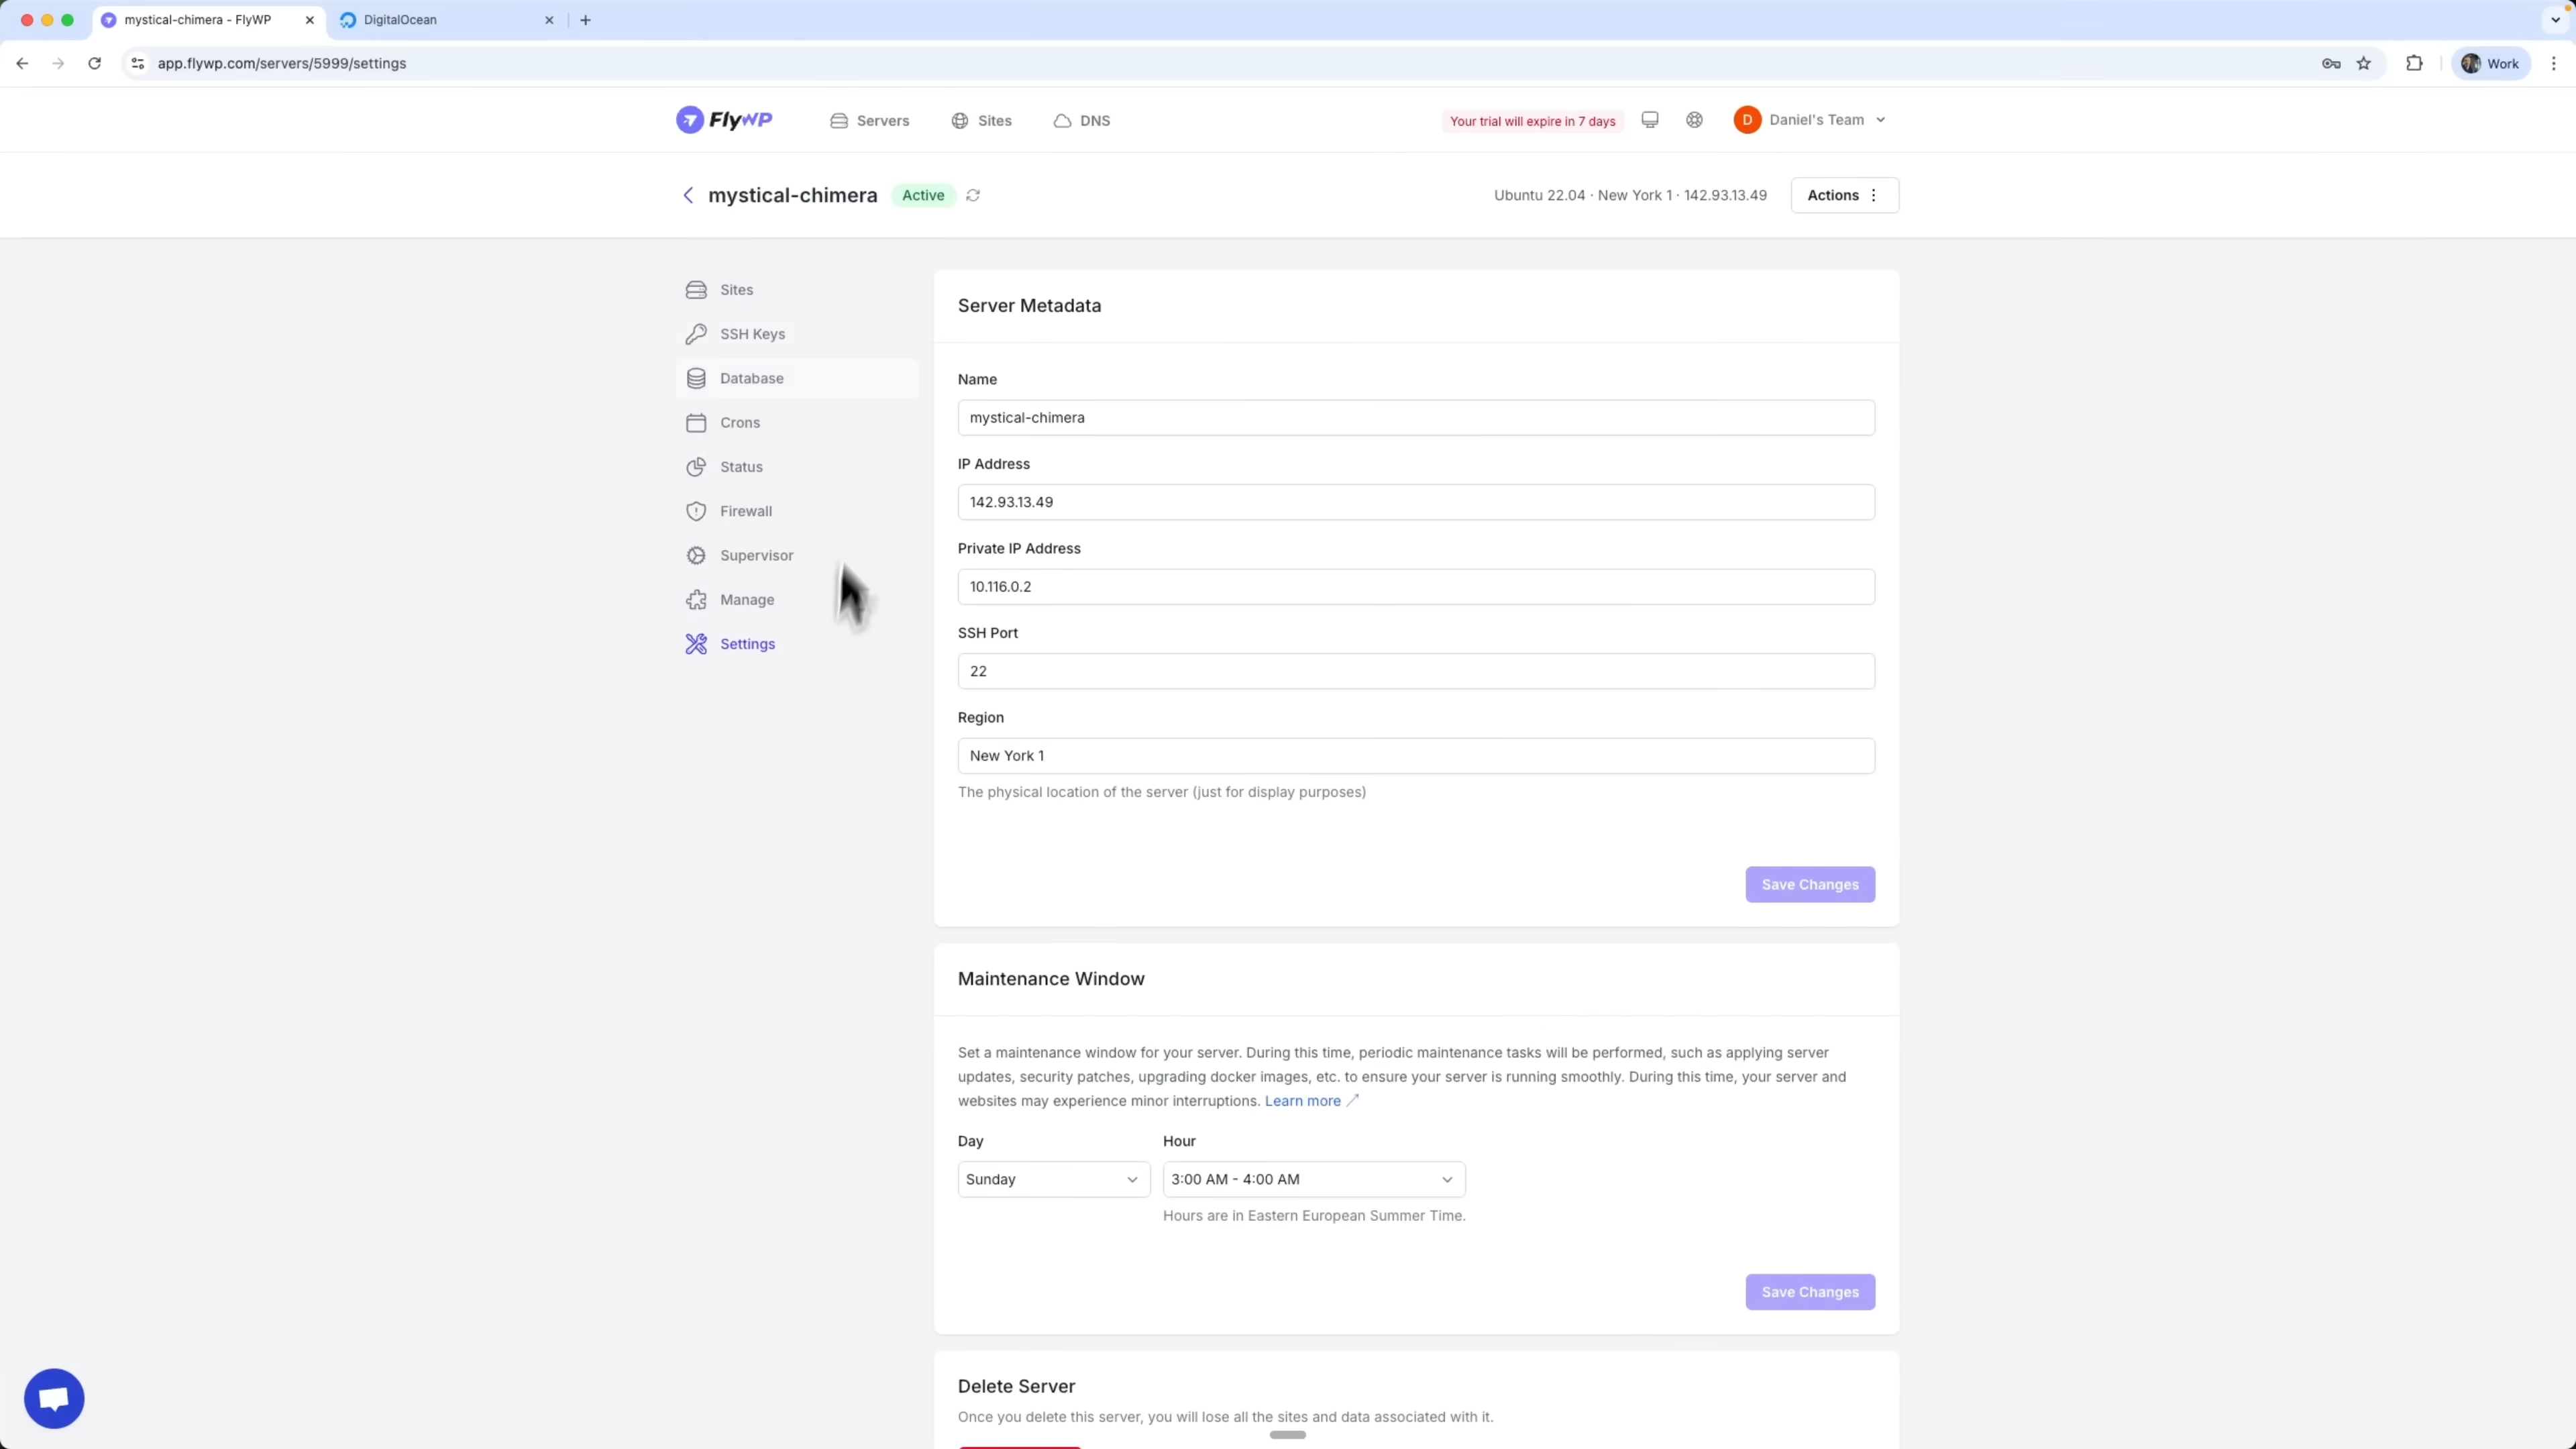 mystical-chimera - FlyWP
DigitalOcean
app.flywp.com/servers/5999/settings
Work
FlyWP
Servers
Sites
DNS
Your trial will expire in 7 days
D
Daniel's Team
mystical-chimera
Active
Ubuntu 22.04 · New York 1 · 142.93.13.49
Actions
Sites
SSH Keys
Database
Crons
Status
Firewall
Supervisor
Manage
Settings
Server Metadata
Name
mystical-chimera
IP Address
142.93.13.49
Private IP Address
10.116.0.2
SSH Port
22
Region
New York 1
The physical location of the server (just for display purposes)
Save Changes
Maintenance Window
Set a maintenance window for your server. During this time, periodic maintenance tasks will be performed, such as applying server
updates, security patches, upgrading docker images, etc. to ensure your server is running smoothly. During this time, your server and
websites may experience minor interruptions. Learn more
Day
Hour
Sunday
3:00 AM - 4:00 AM
Hours are in Eastern European Summer Time.
Save Changes
Delete Server
Once you delete this server, you will lose all the sites and data associated with it.